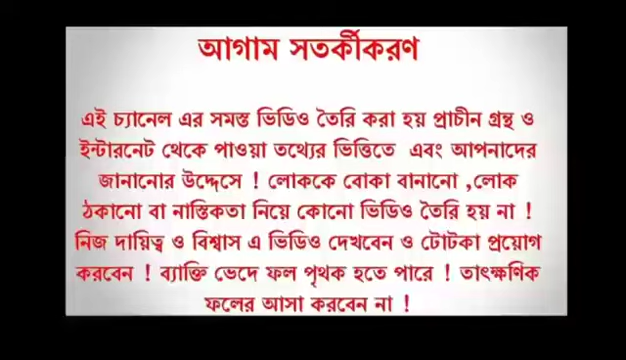 আগাম সতর্কীকরণ
এই চ্যানেল এর সমস্ত ভিডিও তৈরি করা হয় প্রাচীন গ্রন্থ ও
ইন্টারনেট থেকে পাওয়া তথ্যের ভিত্তিতে এবং আপনাদের
জানানোর উদ্দেসে ! লোককে বোকা বানানো ,লোক
ঠকানো বা নাস্তিকতা নিয়ে কোনো ভিডিও তৈরি হয় না !
নিজ দায়িত্ব ও বিশ্বাস এ ভিডিও দেখবেন ও টোটকা প্রয়োগ
করবেন ! ব্যাক্তি ভেদে ফল পৃথক হতে পারে ! তাৎক্ষণিক
ফলের আসা করবেন না !